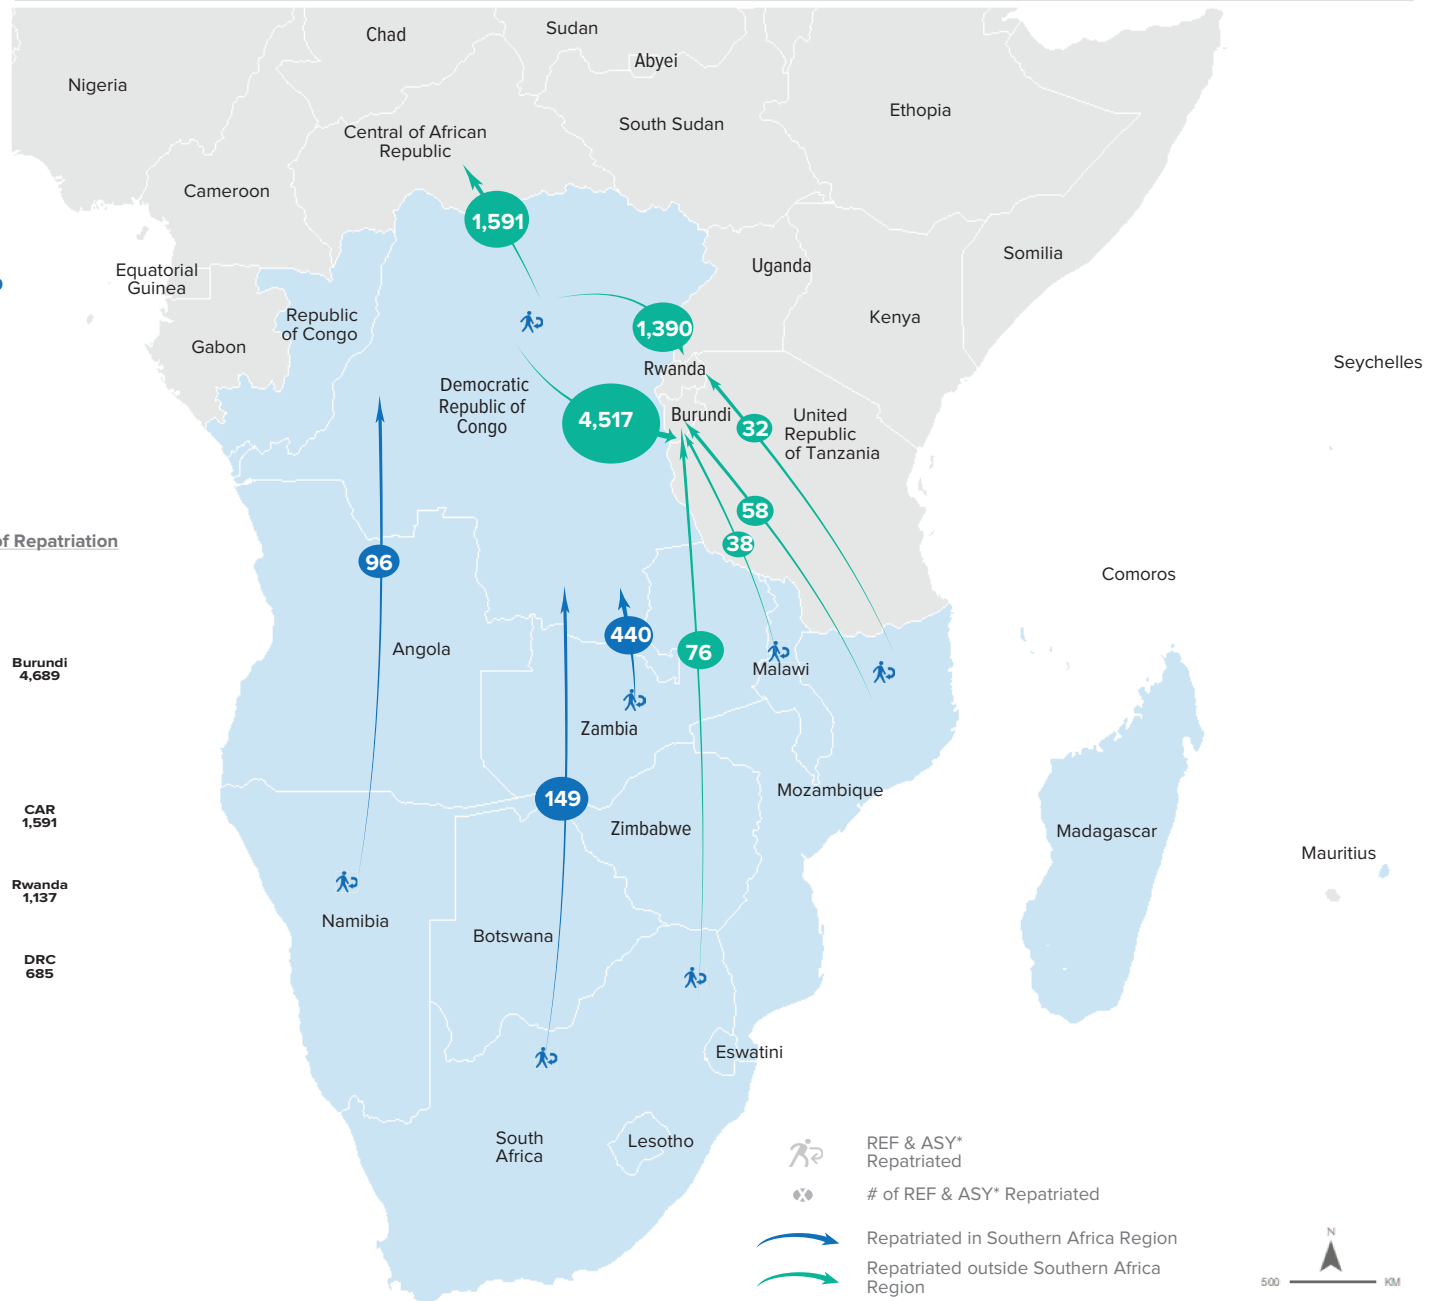 Chad
Sudan
Abyei
Nigeria
Ethopia
South Sudan
Central of African
Republic
Cameroon
1,591
Somilia
Uganda
Equatorial
Guinea
Republic
of Congo
Kenya
1,390
Gabon
Rwanda
Seychelles
Democratic
Republic of
Congo
4,517
Burundi
United
Republic
of Tanzania
32
58
of Repatriation
38
96
Comoros
440
Angola
76
Malawi
Burundi
4,689
Zambia
149
Mozambique
CAR
1,591
Zimbabwe
Madagascar
Mauritius
Rwanda
1,137
Namibia
Botswana
DRC
685
Eswatini
South
Africa
Lesotho
REF & ASY*
Repatriated
# of REF & ASY* Repatriated
Repatriated in Southern Africa Region
Repatriated outside Southern Africa
Region
N
500
KM